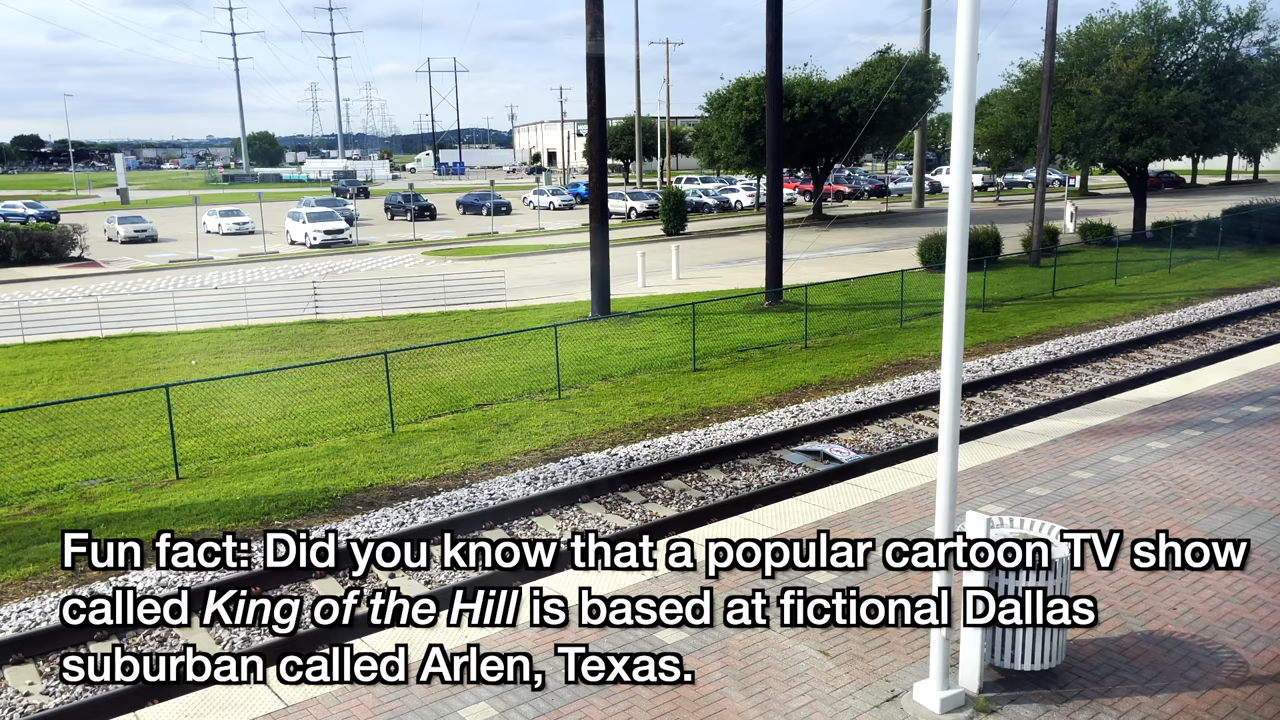 Fun fact: Did you know that a popular cartoon TV show
called King of the Hill is based at fictional Dallas
suburban called Arlen, Texas.